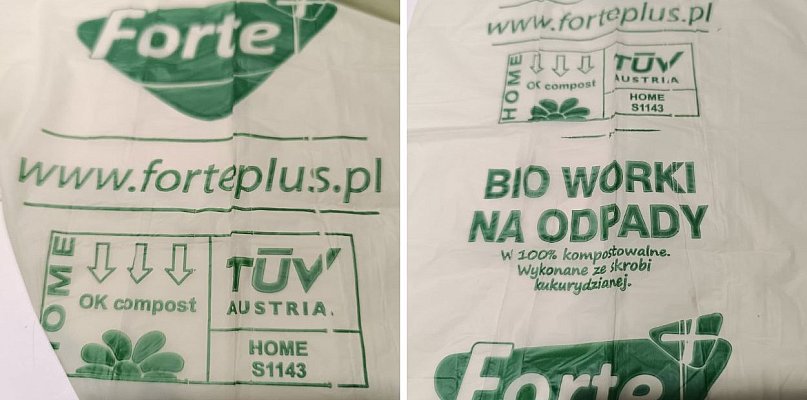 Forte
www.forteplus.pl
HOME
OK compost
TÜV
AUSTRIA
HOME
S1143
www.forteplus.pl
HOME
OK compost
TÜV
AUSTRIA
HOME
S1143
BIO WORKI
NA ODPADY
W 100% kompostowalne.
Wykonane ze skrobi
kukurydzianej.
Forte